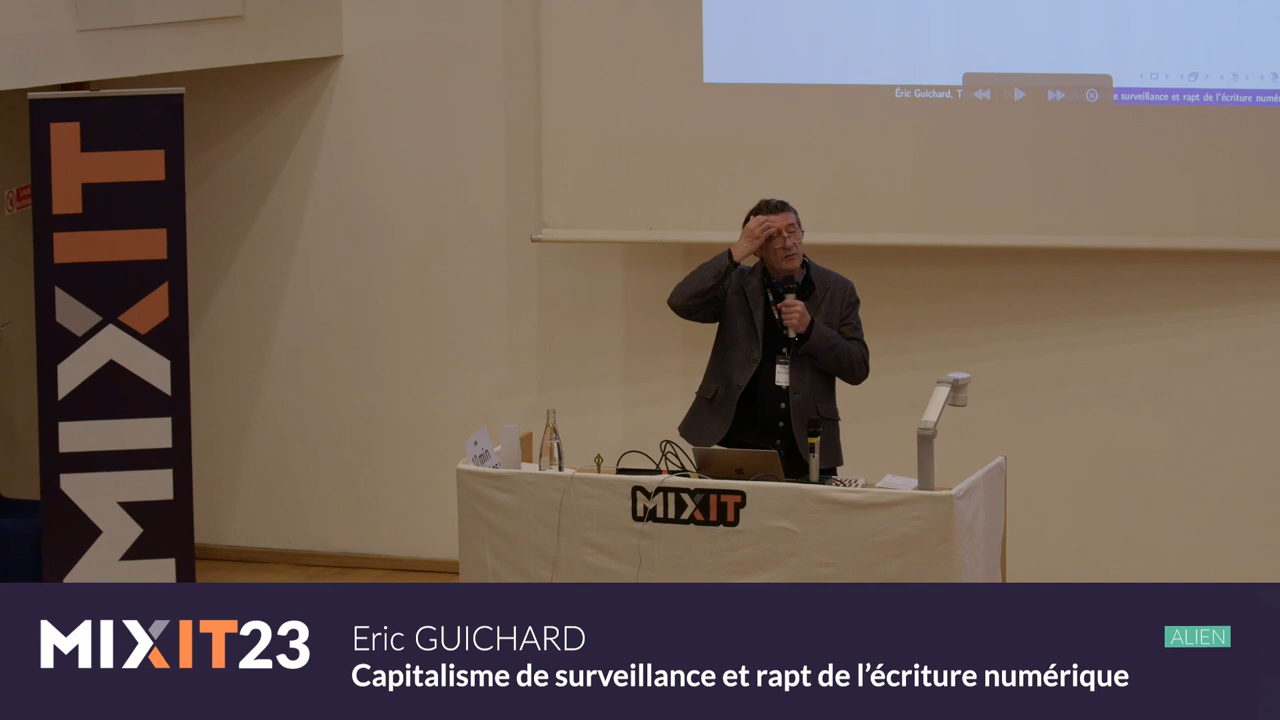 Éric Guichard, T
e surveillance et rapt de l'écriture numé
MIXIT
MIXIT
MIXIT23
Eric GUICHARD
Capitalisme de surveillance et rapt de l'écriture numérique
ALIEN